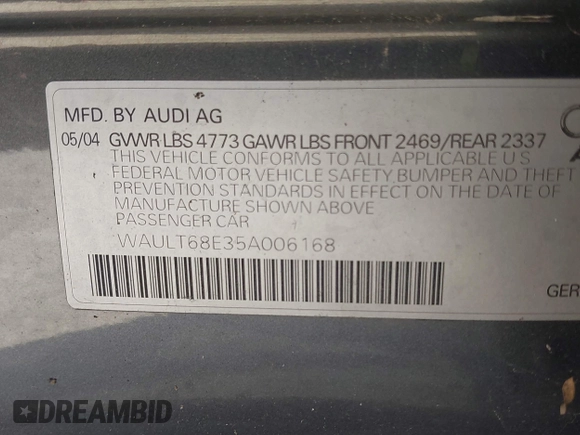 MFD. BY AUDI AG
05/04 GVWR LBS 4773 GAWR LBS FRONT 2469/REAR 2337
THIS VEHICLE CONFORMS TO ALL APPLICABLE U S
FEDERAL MOTOR VEHICLE SAFETY BUMPER AND THEFT
PREVENTION STANDARDS IN EFFECT ON THE DATE OF
MANUFACTURE SHOWN ABOVE
PASSENGER CAR
WAULT68E35A006168
GER
DREAMBID